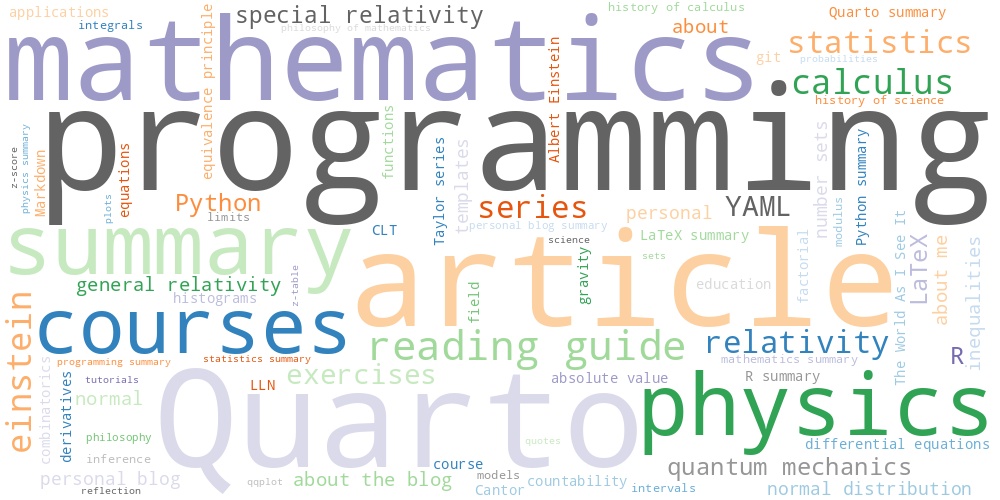 applications
integrals
equivalence principle
special relativity
philosophy of mathematics
history of calculus
about
Quarto summary
mathematics
git
statistics
probabilities
calculus
history of science
Albert Einstein
programming
z-score
physics summary
Markdown
plots
equations
functions
Taylor series
templates
number sets
modulus
Python summary
Python
limits
series
personal
YAML
personal blog summary
CLT
science
LaTeX summary
sets
summary
article
The World As I see It
LaTeX
about me
inequalities
general relativity
histograms
z-table
field
gravity
education
factorial
courses
einstein
reading guide
relativity
programming summary
statistics summary
mathematics summary
R
combinatorics
derivatives
tutorials
LLN
exercises
absolute value
R summary
normal
Quarto
physics
philosophy
quotes
differential equations
inference
course
quantum mechanics
personal blog
reflection
qqplot
about the blog
models
Cantor
countability
intervals
normal distribution